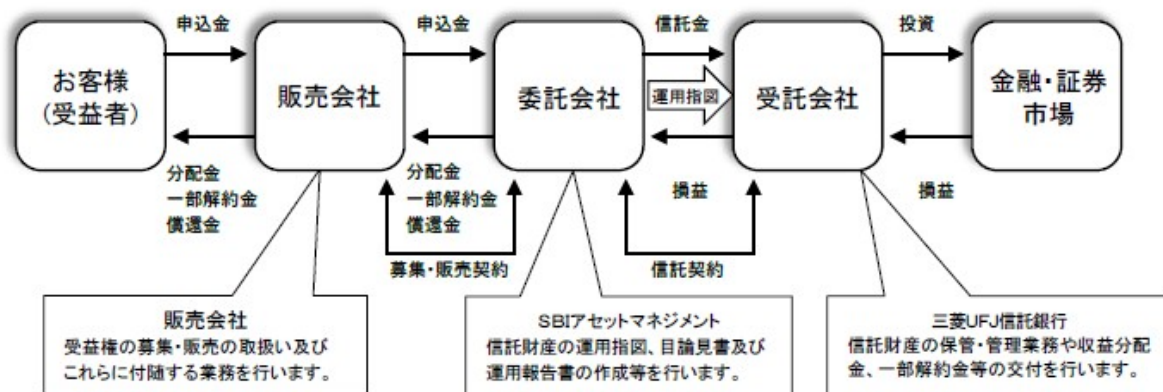 申込金
申込金
信託金
投資
お客様
(受益者)
販売会社
委託会社
運用指図
受託会社
金融・証券
市場
分配金
一部解約金
償還金
分配金
一部解約金
償還金
損益
損益
募集・販売契約
信託契約
販売会社
受益権の募集・販売の取扱い及び
これらに付随する業務を行います。
SBIアセットマネジメント
信託財産の運用指図、目論見書及び
運用報告書の作成等を行います。
三菱UFJ信託銀行
信託財産の保管・管理業務や収益分配
金、一部解約金等の交付を行います。